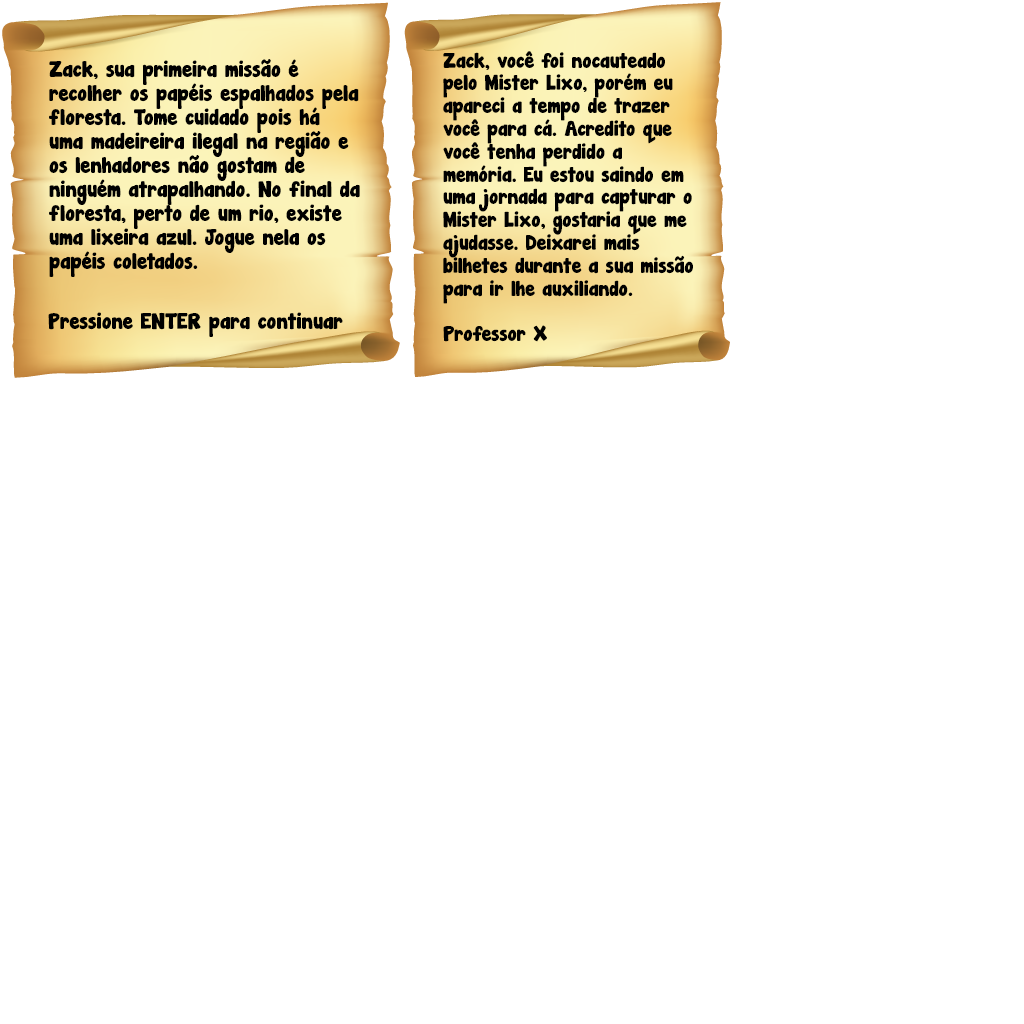 Zack, sua primeira missão é
recolher os papéis espalhados pela
floresta. Tome cuidado pois há
uma madeireira ilegal na região e
os lenhadores não gostam de
ninguém atrapalhando. No final da
floresta, perto de um rio, existe
uma lixeira azul. Jogue nela os
papéis coletados.
Pressione ENTER para continuar
Zack, você foi nocauteado
pelo Mister Lixo, porém eu
apareci a tempo de trazer
você para cá. Acredito que
você tenha perdido a
memória. Eu estou saindo em
uma jornada para capturar o
Mister Lixo, gostaria que me
ajudasse. Deixarei mais
bilhetes durante a sua missão
para ir lhe auxiliando.
Professor X